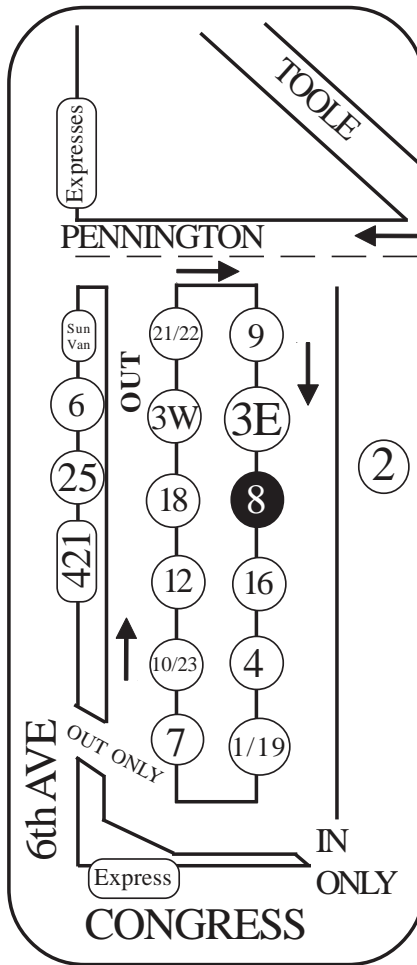 TOOLE
Expresses
PENNINGTON
Sun
Van
21/22
9
OUT
6
3W
3E
25
18
8
2
421
12
16
10/23
4
7
1/19
OUT ONLY
6th AVE
IN
ONLY
Express
CONGRESS